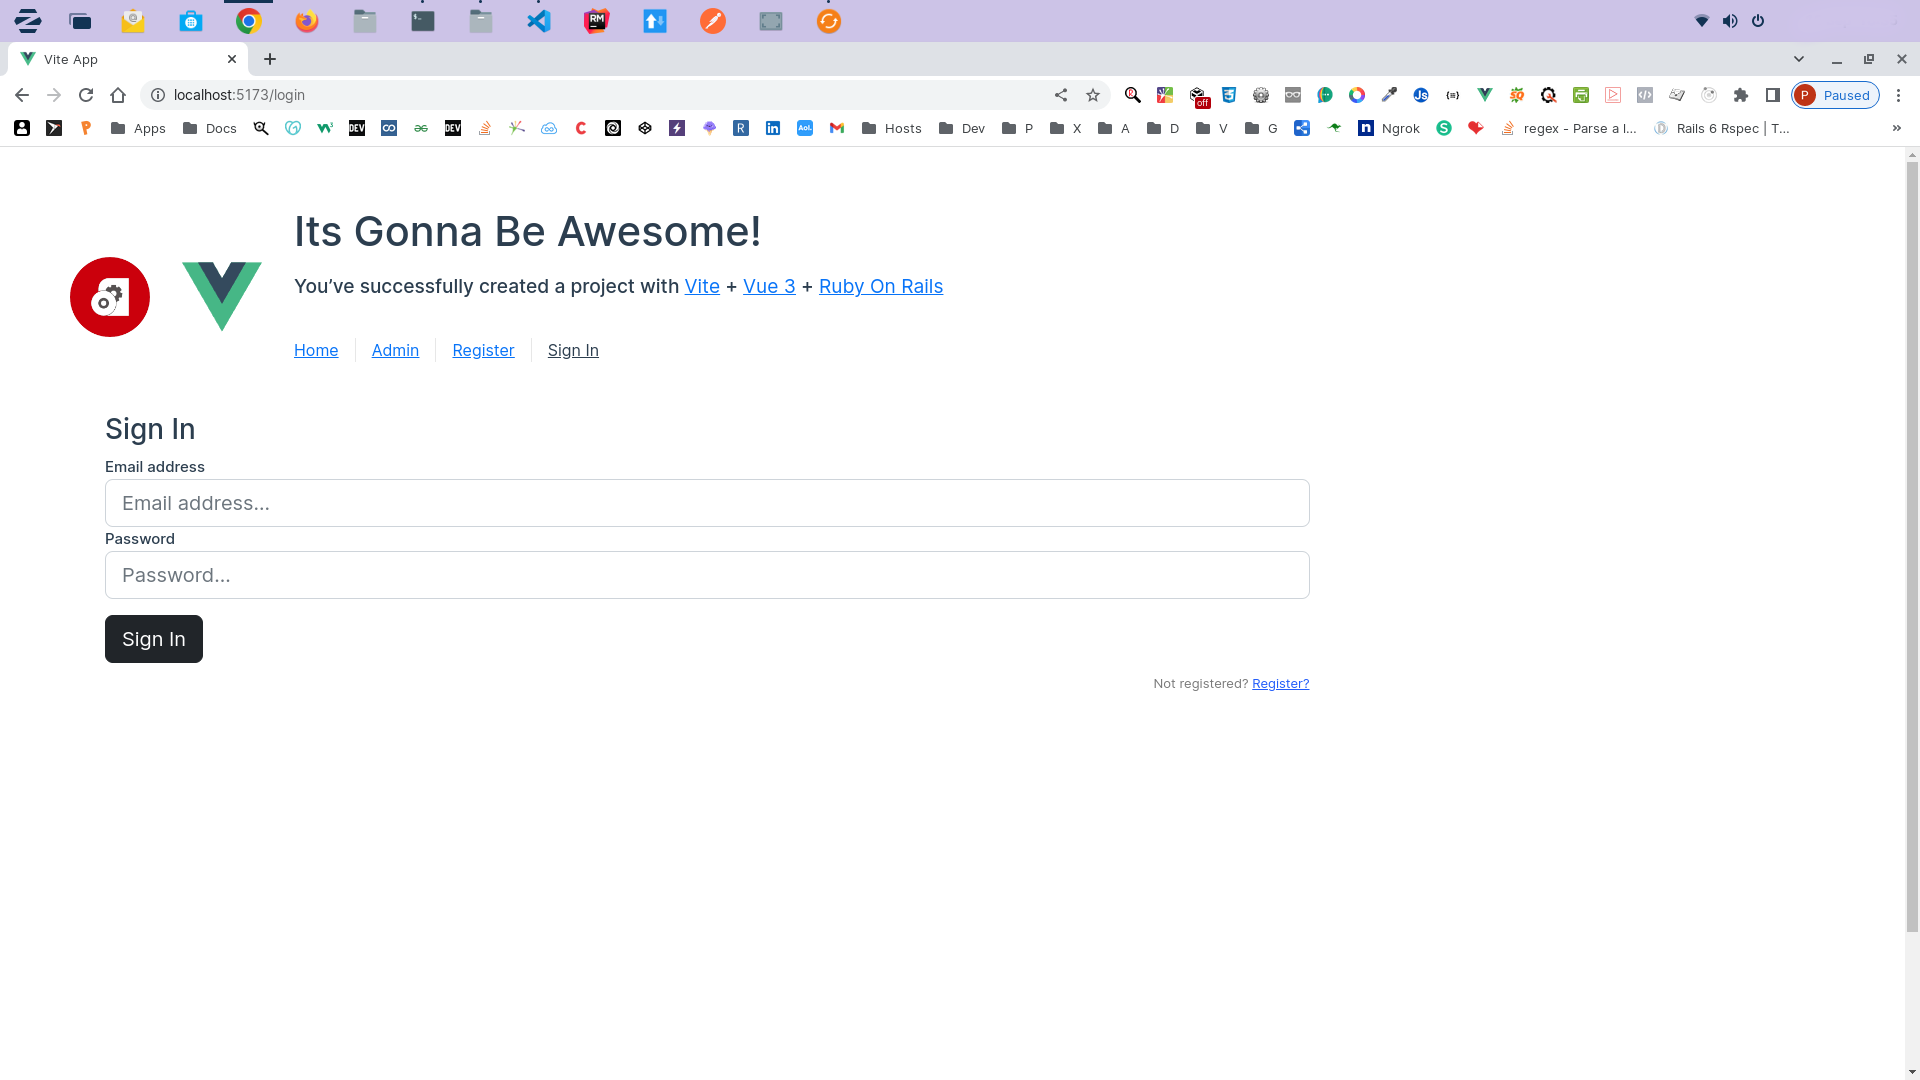 Vite App
localhost:5173/login
off
P Paused
Apps Docs DEV DEV R AoL Hosts Dev P X A D V G n Ngrok S regex - Parse a l... Rails 6 Rspec | T...
Its Gonna Be Awesome!
You’ve successfully created a project with Vite + Vue 3 + Ruby On Rails
Home Admin Register Sign In
Sign In
Email address
Email address...
Password
Password...
Sign In
Not registered? Register?